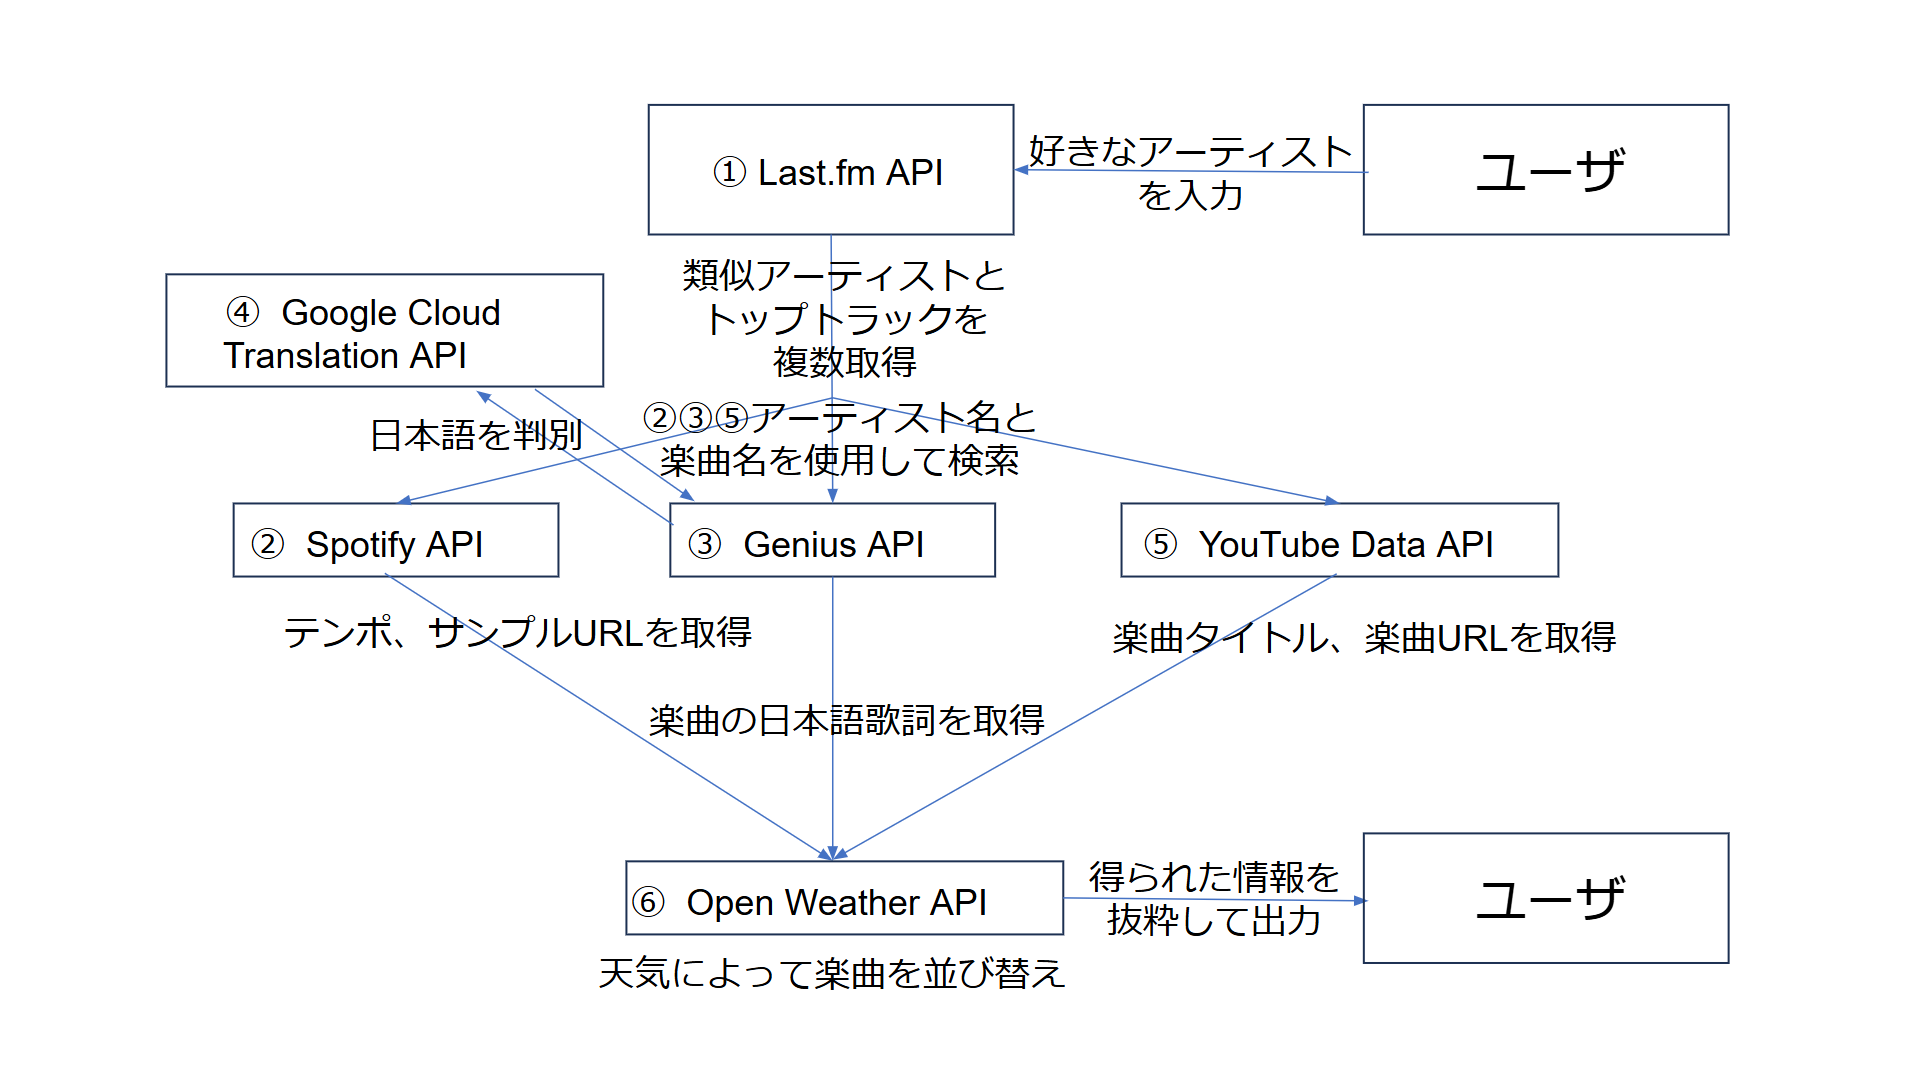 ① Last.fm API
好きなアーティスト
を入力
ユーザ
類似アーティストと
トップトラックを
複数取得
④ Google Cloud
Translation API
日本語を判別
②③⑤アーティスト名と
楽曲名を使用して検索
② Spotify API
③ Genius API
⑤ YouTube Data API
テンポ、サンプルURLを取得
楽曲タイトル、楽曲URLを取得
楽曲の日本語歌詞を取得
⑥ Open Weather API
得られた情報を
抜粋して出力
ユーザ
天気によって楽曲を並び替え